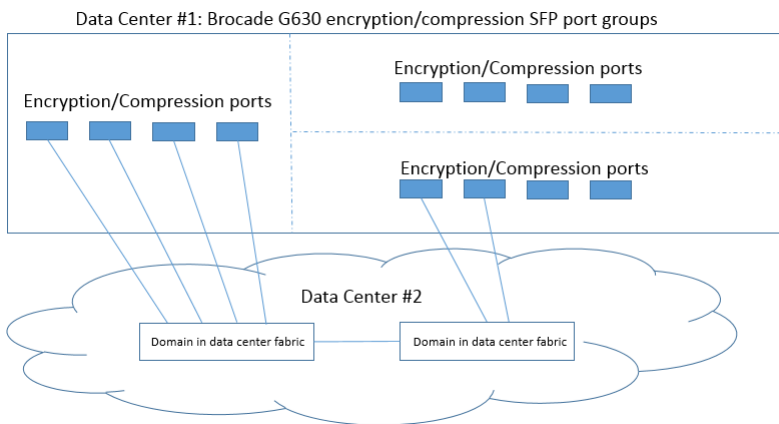 Data Center #1: Brocade G630 encryption/compression SFP port groups
Encryption/Compression ports
Encryption/Compression ports
Encryption/Compression ports
Data Center #2
Domain in data center fabric
Domain in data center fabric